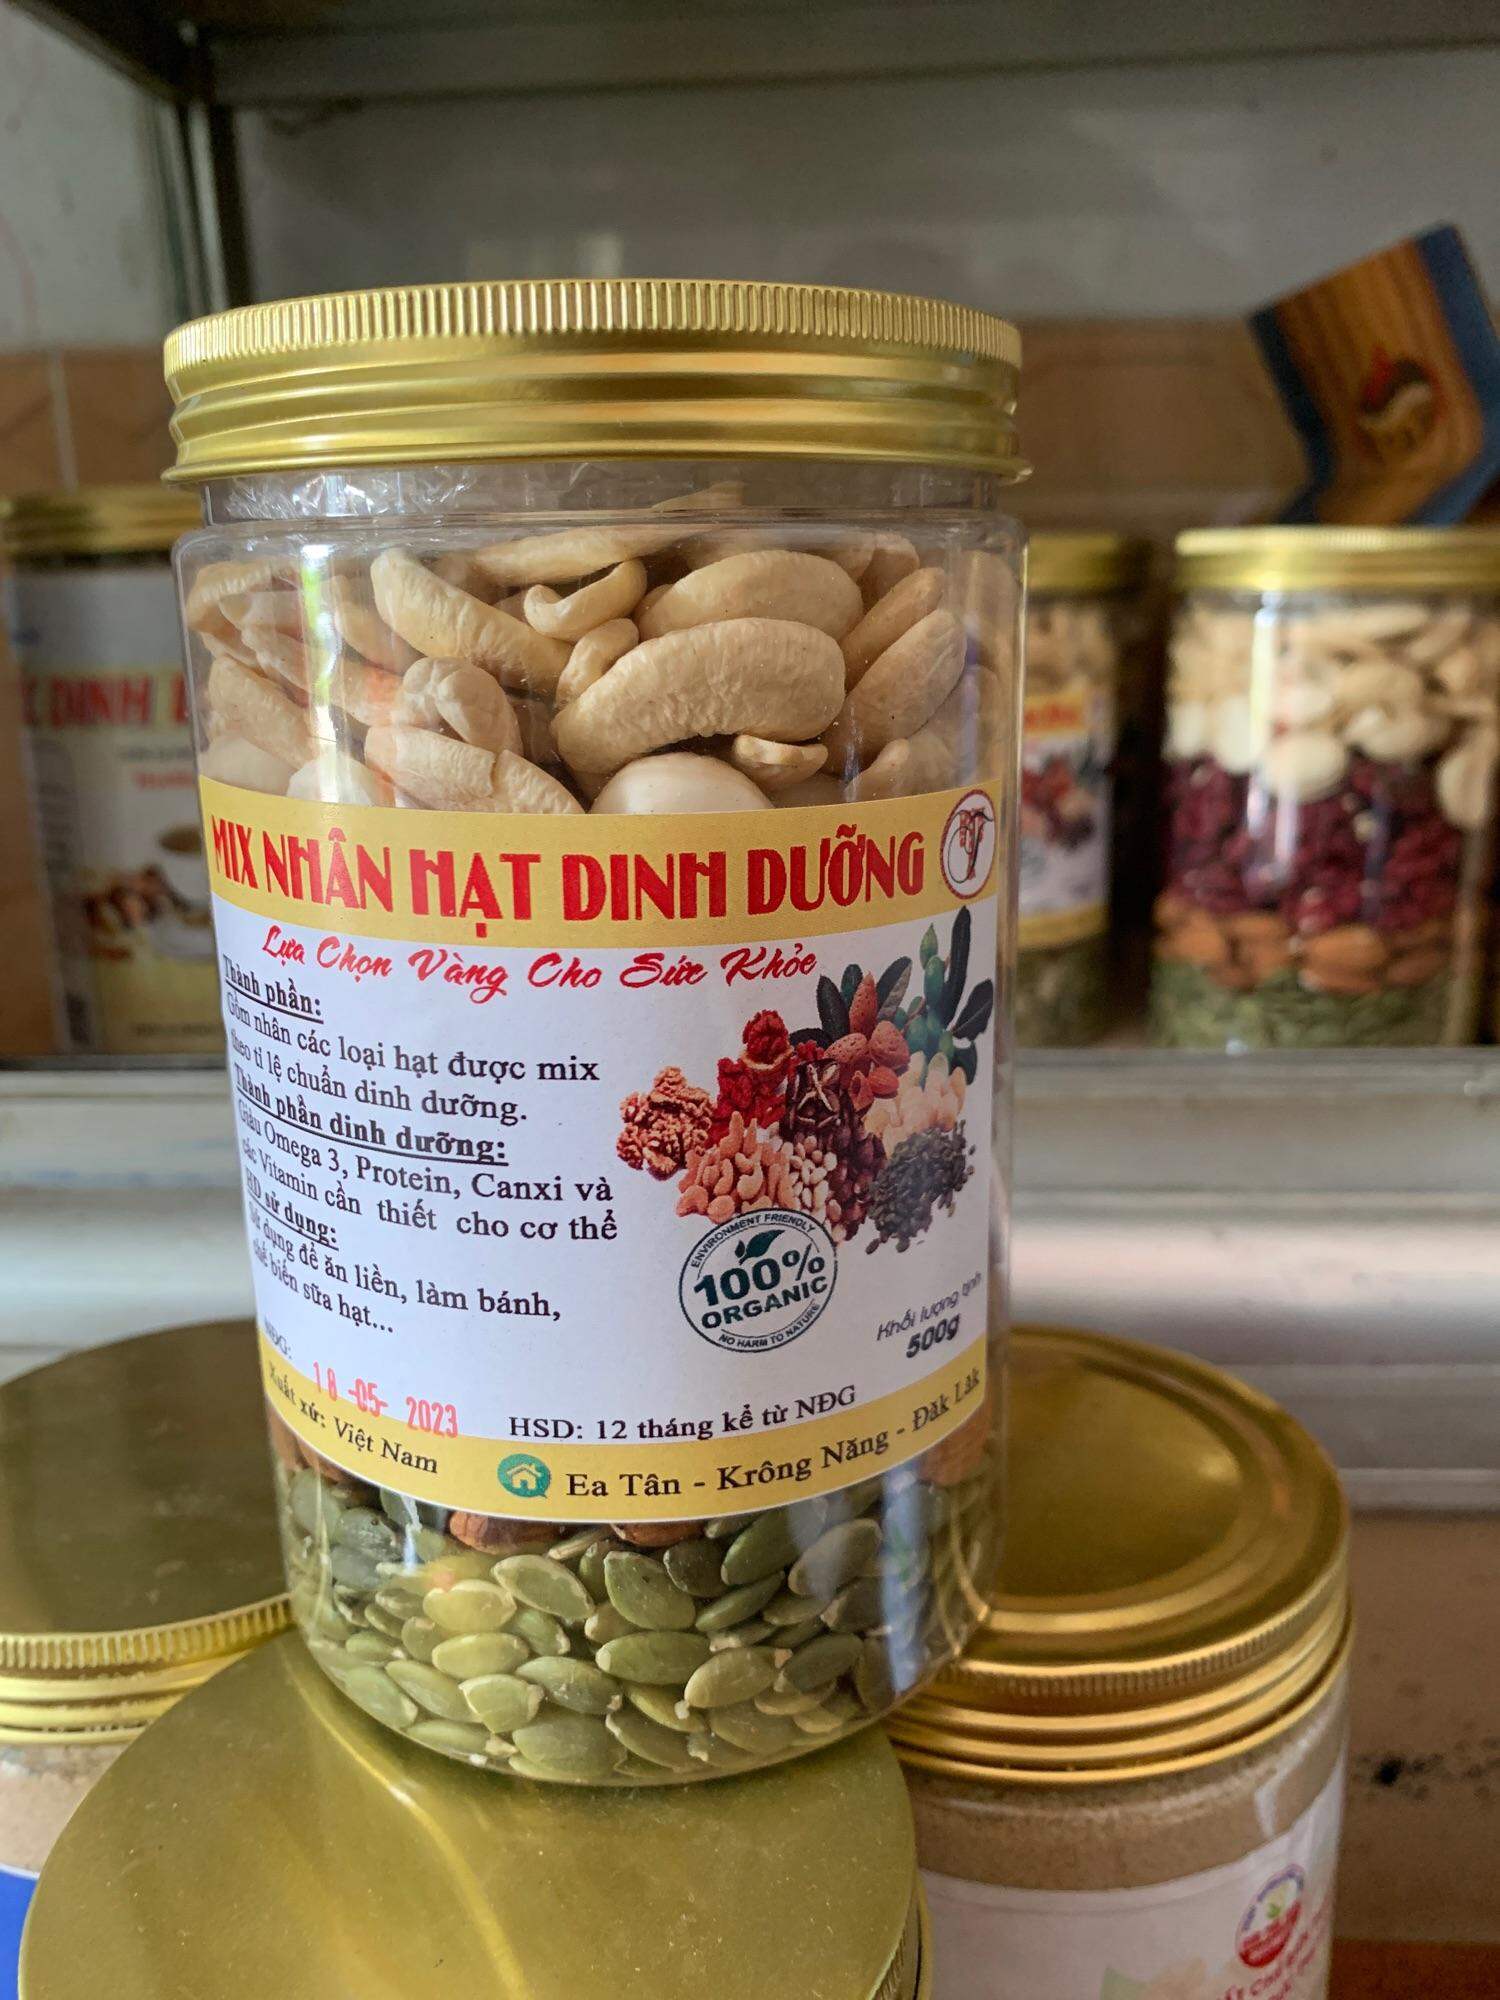 MIX NHÂN HẠT DINH DƯỠNG
Lựa Chọn Vàng Cho Sức Khỏe
Thành phần:
Gồm nhân các loại hạt được mix
theo tỉ lệ chuẩn dinh dưỡng.
Thành phần dinh dưỡng:
Giàu Omega 3, Protein, Canxi và
các Vitamin cần thiết cho cơ thể
HD sử dụng:
sử dụng để ăn liền, làm bánh,
chế biến sữa hạt...
ENVIRONMENT FRIENDLY
100%
ORGANIC
NO HARM TO NATURE
Khối lượng tịnh
500g
NĐG: 18-05-2023
HSD: 12 tháng kể từ NĐG
Xuất xứ: Việt Nam
Ea Tân - Krông Năng - Đăk Lăk
DINH